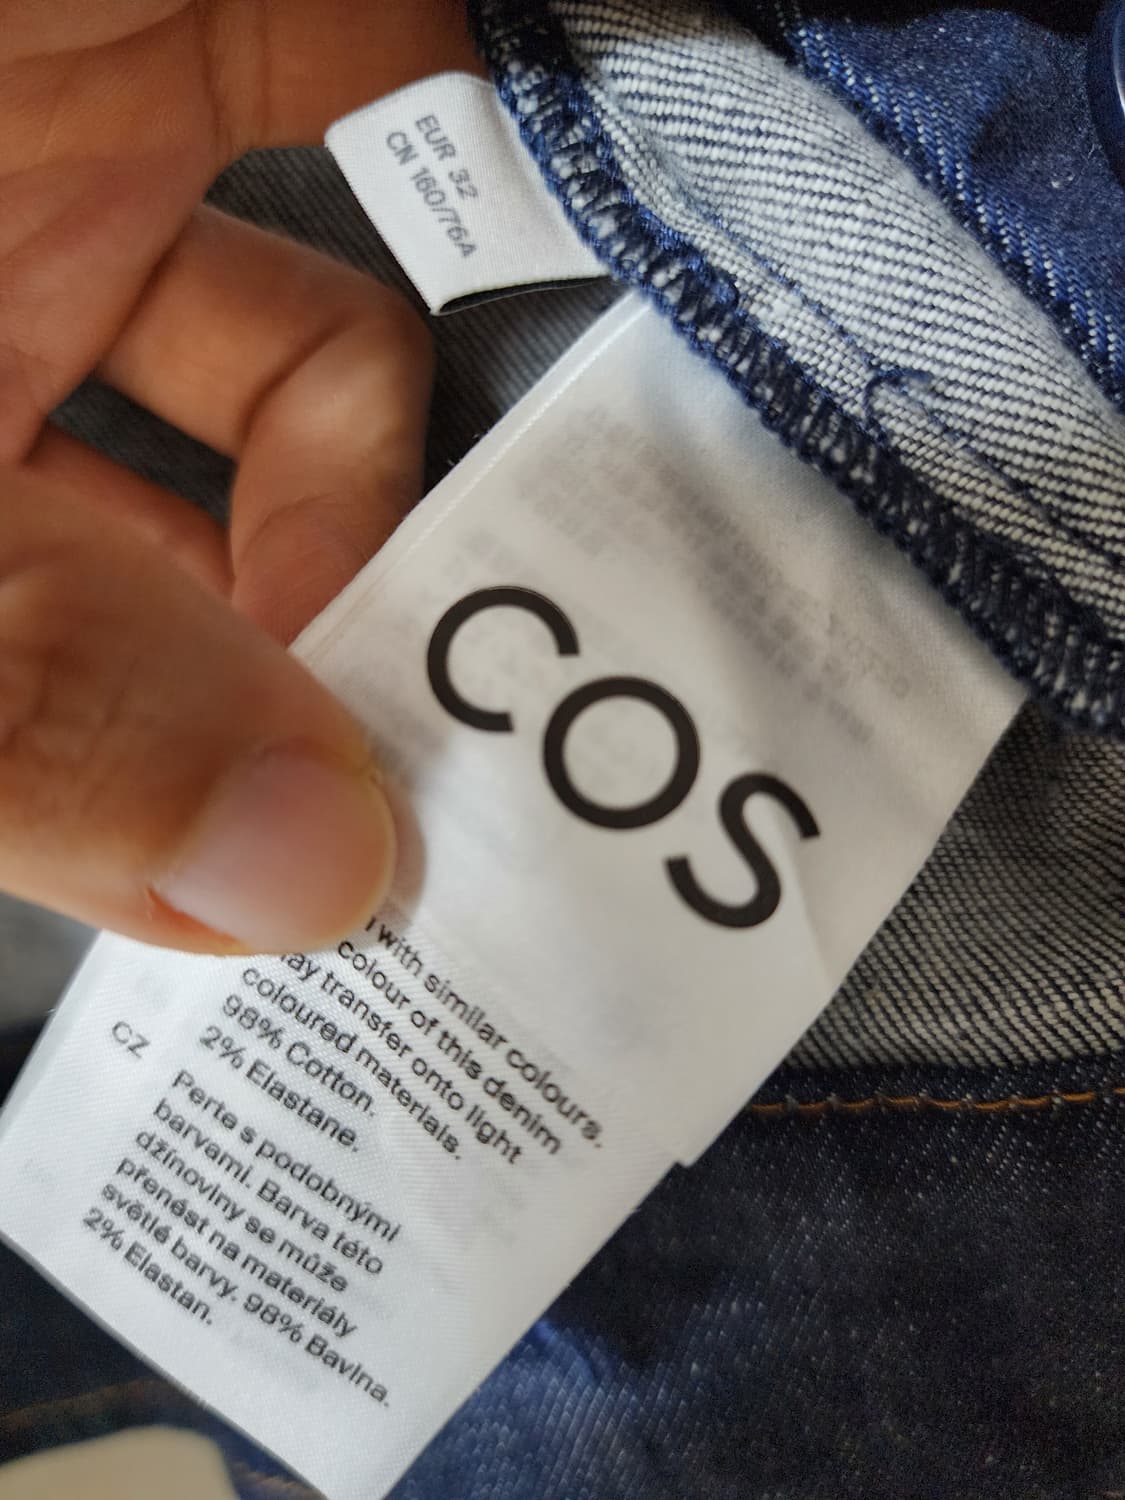 EUR 32
CN 160/76A
COS
with similar colours.
colour of this denim
transfer onto light
coloured materials.
98% Cotton.
2% Elastane.
CZ
Perte s podobnými
barvami. Barva této
džínoviny se může
přenést na materiály
světlé barvy. 98% Bavlna.
2% Elastan.